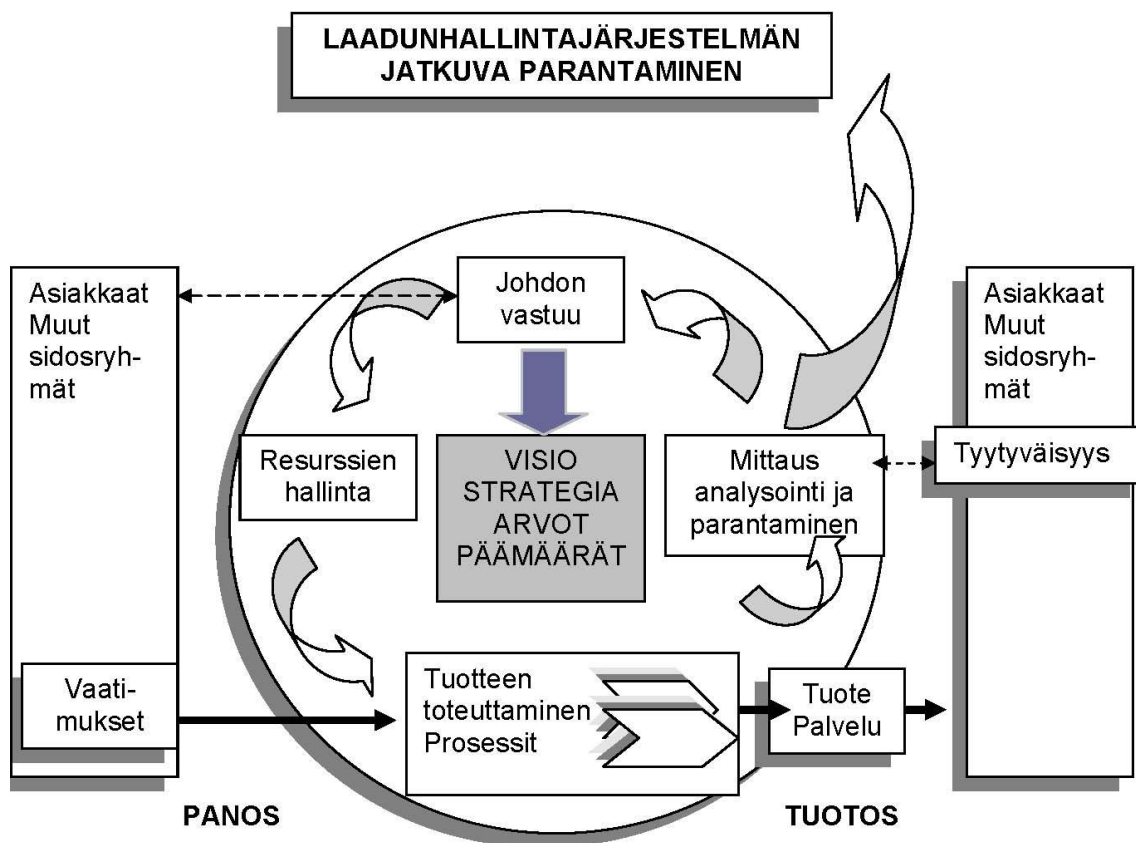 LAADUNHALLINTAJÄRJESTELMÄN
JATKUVA PARANTAMINEN
Asiakkaat
Muut
sidosryh-
mät
Johdon
vastuu
Asiakkaat
Muut
sidosryh-
mät
Resurssien
hallinta
VISIO
STRATEGIA
ARVOT
PÄÄMÄÄRÄT
Mittaus
analysointi ja
parantaminen
Tyytyväisyys
Vaati-
mukset
Tuotteen
toteuttaminen
Prosessit
Tuote
Palvelu
PANOS
TUOTOS